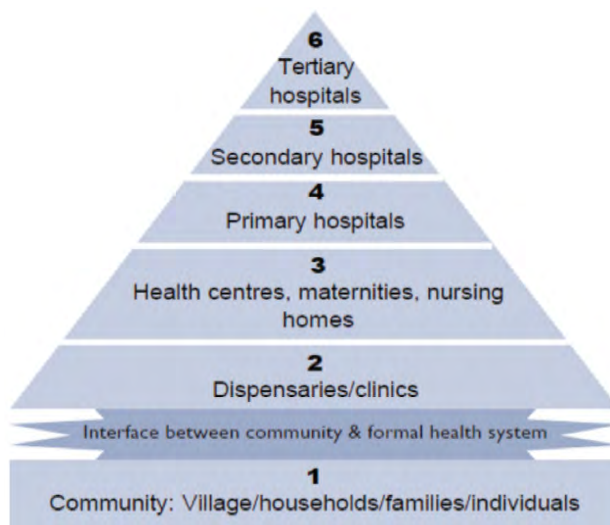 6
Tertiary
hospitals
5
Secondary hospitals
4
Primary hospitals
3
Health centres, maternities, nursing
homes
2
Dispensaries/clinics
Interface between community & formal health system
1
Community: Village/households/families/individuals